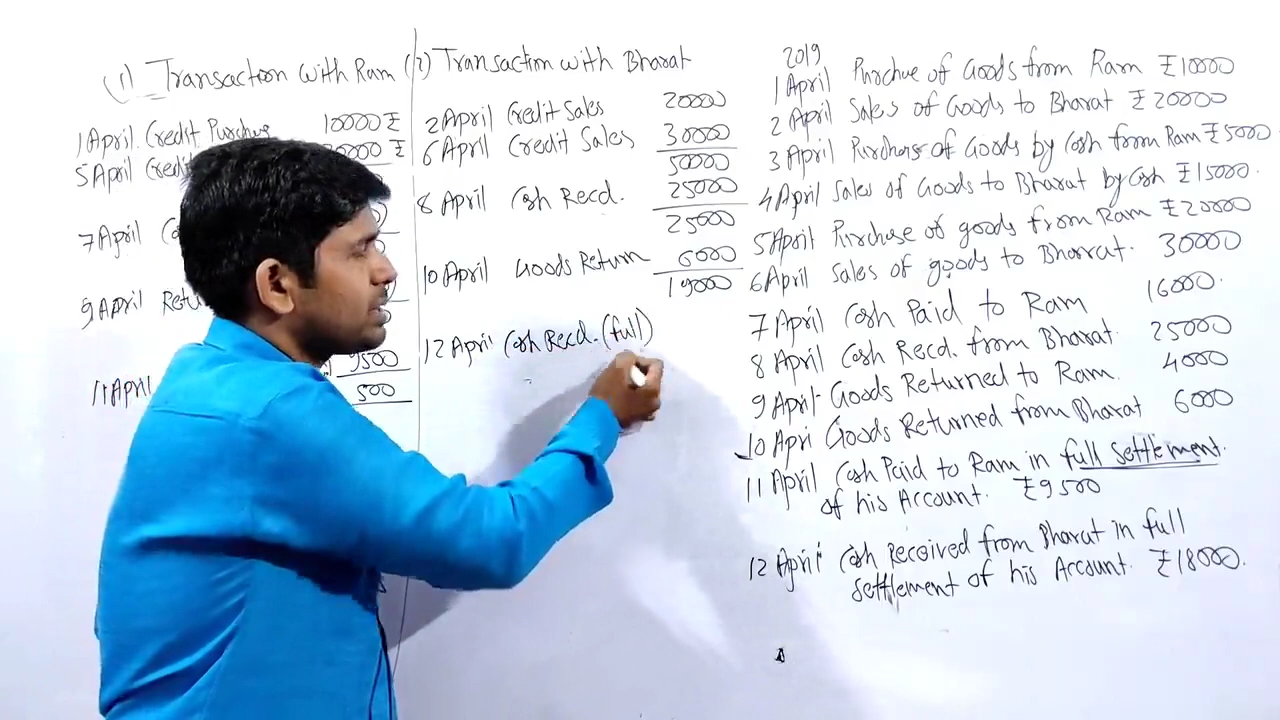 (1) Transaction with Ram
1 April Credit Purchase 10000 ₹
5 April Credit 20000 ₹
7 April
9 April Retu
9500
11 April
500
(2) Transaction with Bharat
2 April Credit Sales 20000
6 April Credit Sales 30000
50000
8 April Cash Recd. 25000
25000
10 April Goods Return 6000
19000
12 April Cash Recd. (full)
2019
1 April Purchase of Goods from Ram ₹10000
2 April Sales of Goods to Bharat ₹20000
3 April Purchase of Goods by Cash from Ram ₹5000
4 April Sales of Goods to Bharat by Cash ₹15000.
5 April Purchase of goods from Ram ₹20000
6 April Sales of goods to Bharat. 30000
7 April Cash Paid to Ram 16000.
8 April Cash Recd. from Bharat. 25000
9 April- Goods Returned to Ram. 4000
10 Apri Goods Returned from Bharat 6000
11 April Cash Paid to Ram in full settlement.
of his Account. ₹9500
12 April Cash Received from Bharat in full
settlement of his Account. ₹18000.